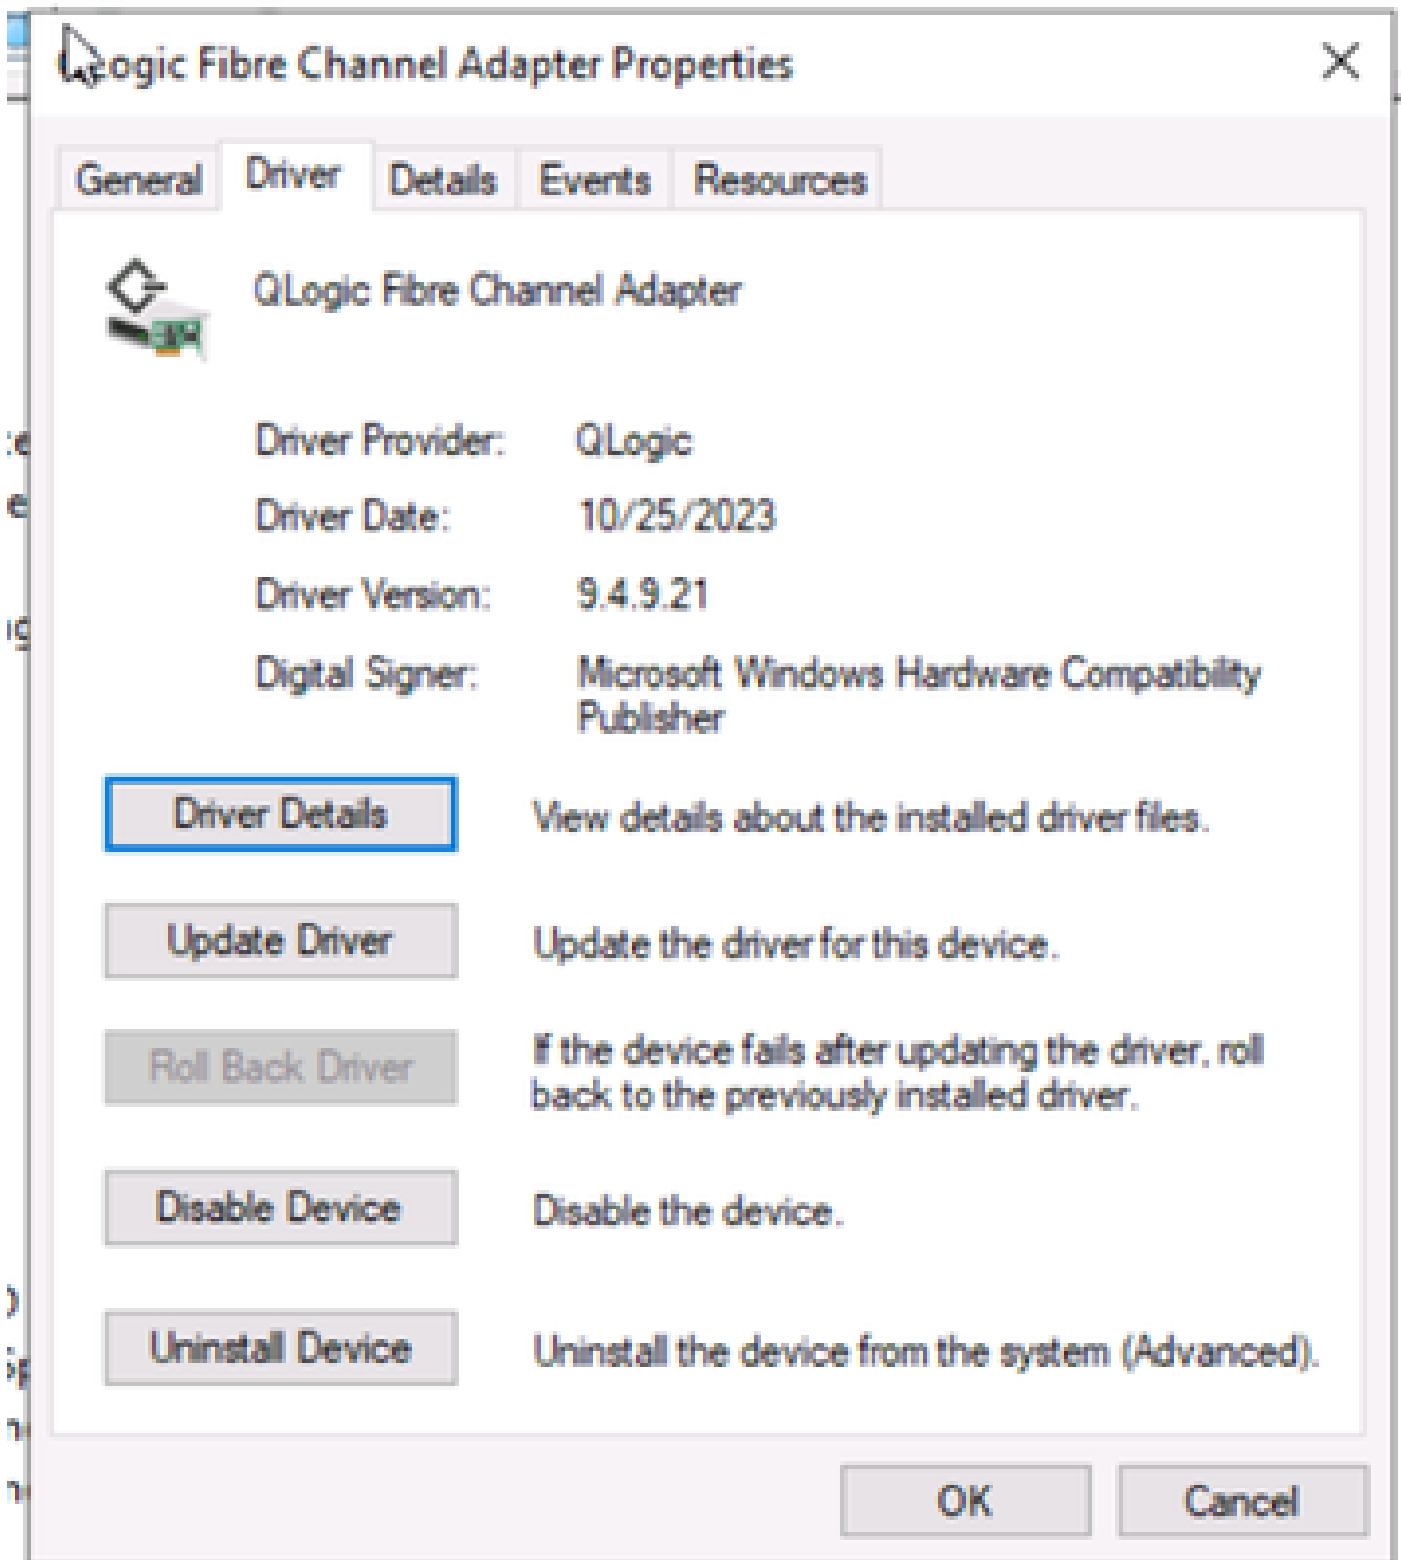 QLogic Fibre Channel Adapter Properties
General Driver Details Events Resources
QLogic Fibre Channel Adapter
Driver Provider: QLogic
Driver Date: 10/25/2023
Driver Version: 9.4.9.21
Digital Signer: Microsoft Windows Hardware Compatibility
Publisher
Driver Details View details about the installed driver files.
Update Driver Update the driver for this device.
Roll Back Driver If the device fails after updating the driver, roll
back to the previously installed driver.
Disable Device Disable the device.
Uninstall Device Uninstall the device from the system (Advanced).
OK Cancel